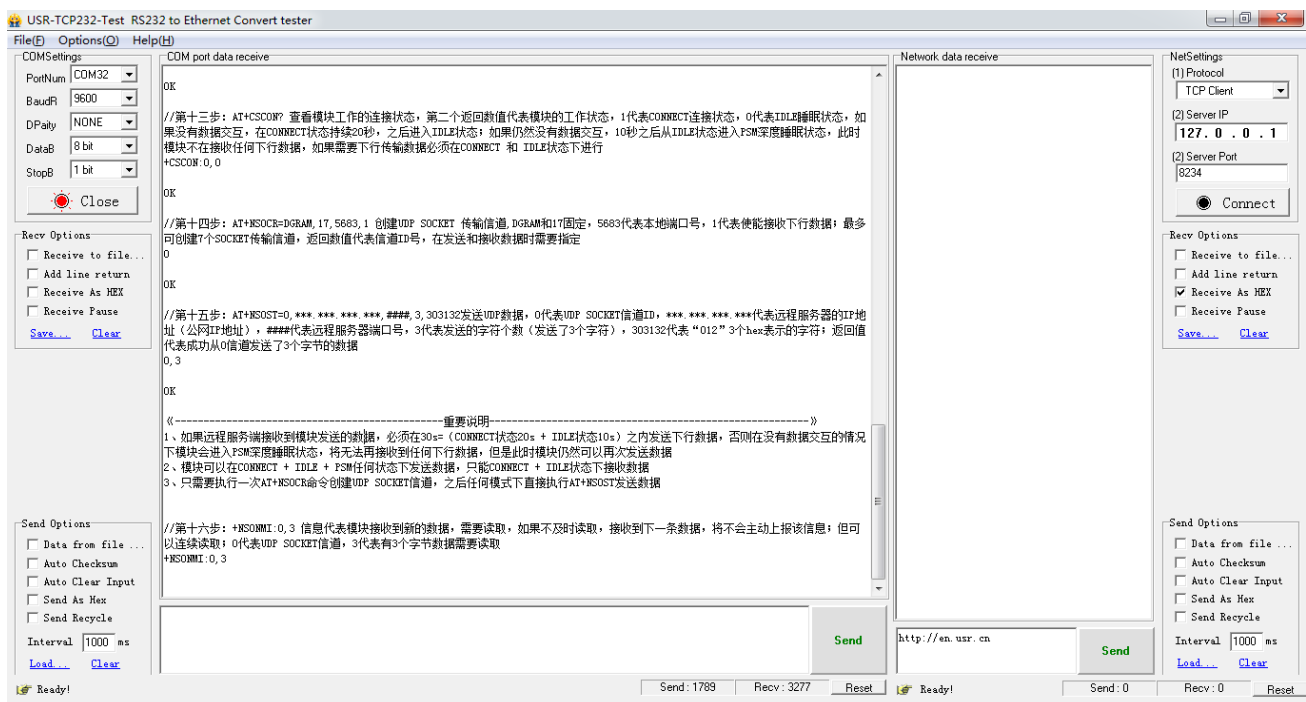 USR-TCP232-Test RS232 to Ethernet Convert tester
File(F) Options(O) Help(H)
COMSettings
PortNum COM32
BaudR 9600
DPaity NONE
DataB 8 bit
StopB 1 bit
Close
Recv Options
Receive to file...
Add line return
Receive As HEX
Receive Pause
Save... Clear
Send Options
Data from file ...
Auto Checksum
Auto Clear Input
Send As Hex
Send Recycle
Interval 1000 ms
Load... Clear
COM port data receive
OK
//第十三步：AT+CSCON? 查看模块工作的连接状态，第二个返回数值代表模块的工作状态，1代表CONNECT连接状态，0代表IDLE睡眠状态，如
果没有数据交互，在CONNECT状态持续20秒，之后进入IDLE状态；如果仍然没有数据交互，10秒之后从IDLE状态进入PSM深度睡眠状态，此时
模块不在接收任何下行数据，如果需要下行传输数据必须在CONNECT 和 IDLE状态下进行
+CSCON:0,0
OK
//第十四步：AT+NSOCR=DGRAM,17,5683,1 创建UDP SOCKET 传输信道,DGRAM和17固定，5683代表本地端口号，1代表使能接收下行数据；最多
可创建7个SOCKET传输信道，返回数值代表信道ID号，在发送和接收数据时需要指定
0
OK
//第十五步：AT+NSOST=0,***.***.***.***,####,3,303132发送UDP数据，0代表UDP SOCKET信道ID，***.***.***.***代表远程服务器的IP地
址（公网IP地址），####代表远程服务器端口号，3代表发送的字符个数（发送了3个字符），303132代表“012”3个hex表示的字符；返回值
代表成功从0信道发送了3个字节的数据
0,3
OK
《----------------------------------------------重要说明-------------------------------------------------------》
1、如果远程服务端接收到模块发送的数据，必须在30s=（CONNECT状态20s + IDLE状态10s）之内发送下行数据，否则在没有数据交互的情况
下模块会进入PSM深度睡眠状态，将无法再接收到任何下行数据，但是此时模块仍然可以再次发送数据
2、模块可以在CONNECT + IDLE + PSM任何状态下发送数据，只能CONNECT + IDLE状态下接收数据
3、只需要执行一次AT+NSOCR命令创建UDP SOCKET信道，之后任何模式下直接执行AT+NSOST发送数据
//第十六步：+NSONMI:0,3 信息代表模块接收到新的数据，需要读取，如果不及时读取，接收到下一条数据，将不会主动上报该信息；但可
以连续读取；0代表UDP SOCKET信道，3代表有3个字节数据需要读取
+NSONMI:0,3
Send
Network data receive
http://en.usr.cn
Send
NetSettings
(1) Protocol
TCP Client
(2) Server IP
127. 0 . 0 . 1
(2) Server Port
8234
Connect
Recv Options
Receive to file...
Add line return
Receive As HEX
Receive Pause
Save... Clear
Send Options
Data from file ...
Auto Checksum
Auto Clear Input
Send As Hex
Send Recycle
Interval 1000 ms
Load... Clear
Ready! Send : 1789 Recv : 3277 Reset
Ready! Send : 0 Recv : 0 Reset